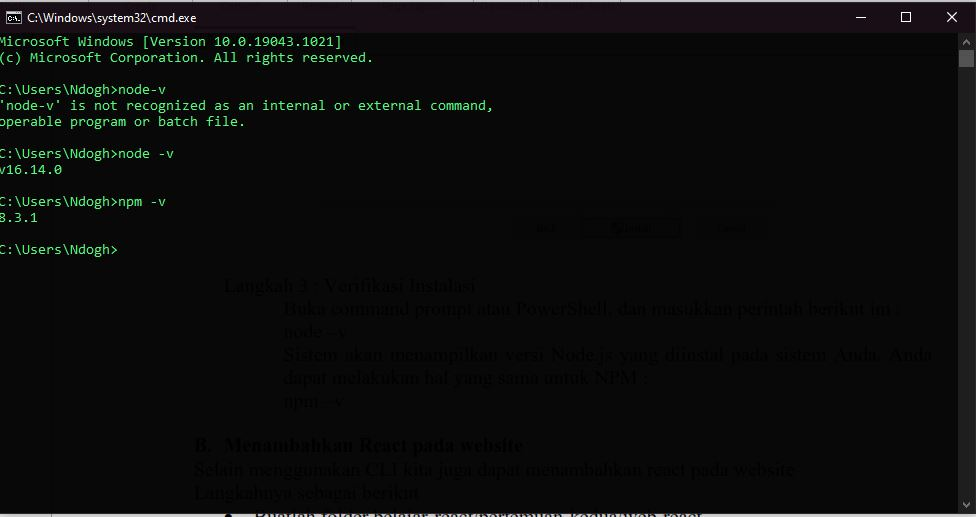 C:\Windows\system32\cmd.exe
Microsoft Windows [Version 10.0.19043.1021]
(c) Microsoft Corporation. All rights reserved.
C:\Users\Ndogh>node-v
'node-v' is not recognized as an internal or external command,
operable program or batch file.
C:\Users\Ndogh>node -v
v16.14.0
C:\Users\Ndogh>npm -v
8.3.1
C:\Users\Ndogh>
Install
Cancel
Langkah 3 : Verifikasi Instalasi
Buka command prompt atau PowerShell, dan masukkan perintah berikut ini :
node –v
Sistem akan menampilkan versi Node.js yang diinstal pada sistem Anda. Anda
dapat melakukan hal yang sama untuk NPM :
npm –v
B. Menambahkan React pada website
Selain menggunakan CLI kita juga dapat menambahkan react pada website
Langkahnya sebagai berikut